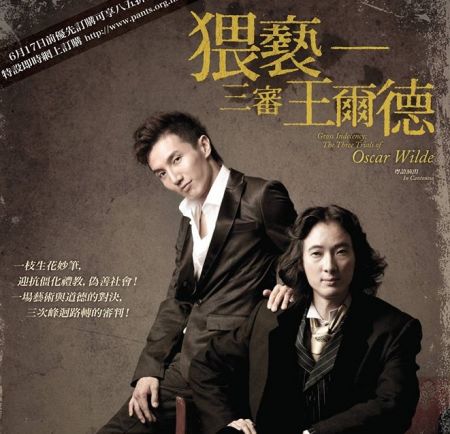 6月17日前優先訂購可享八五折
特設即時網上訂購 http://www.pants.org.m
猥褻—
三審王爾德
Gross Indecency:
The Three Trials of
Oscar Wilde
粵語演出
In Cantonese
一枝生花妙筆,
迎抗僵化禮教, 偽善社會!
一場藝術與道德的對決,
三次峰迴路轉的審判!